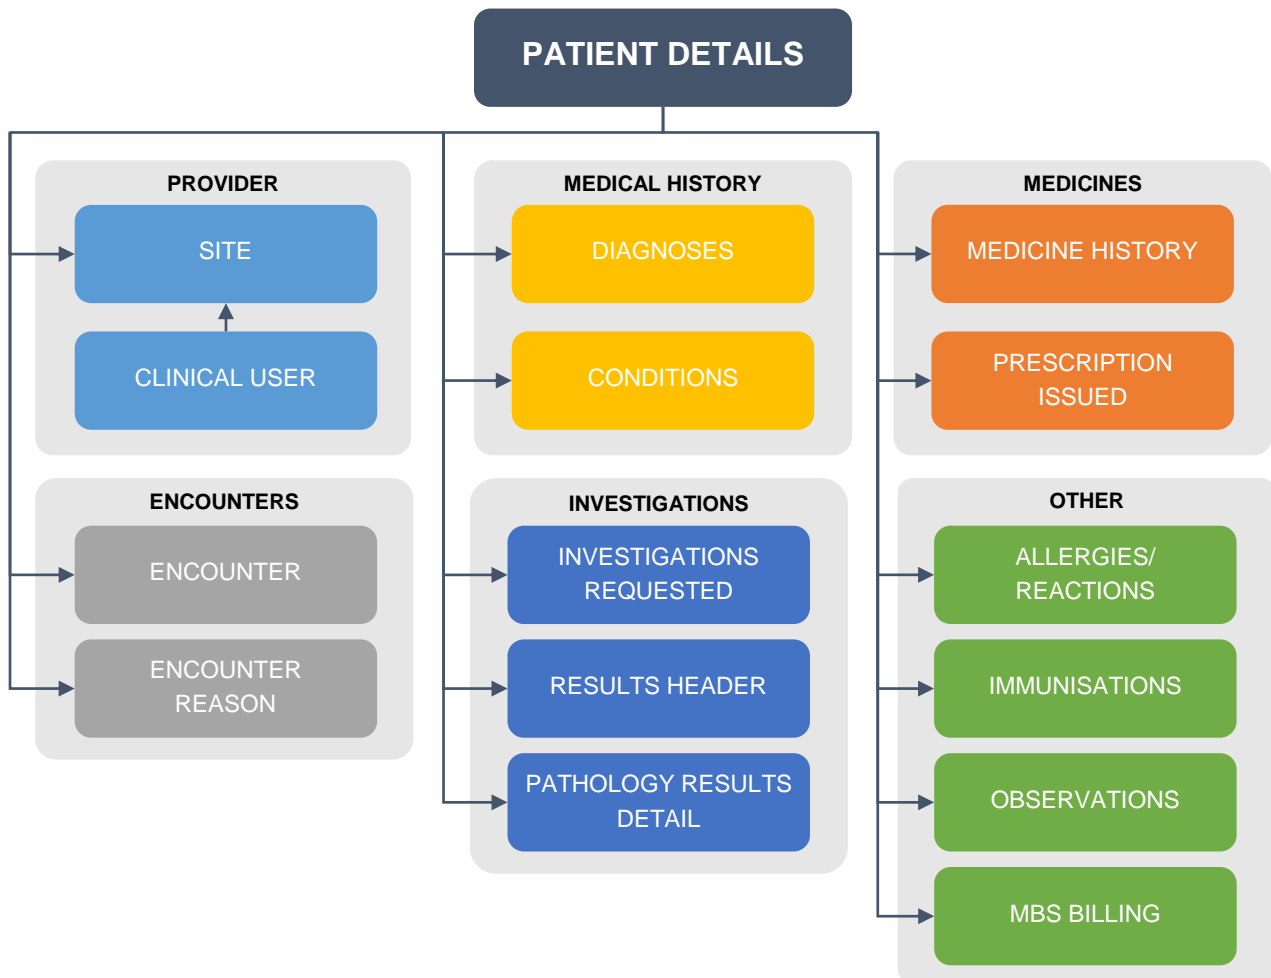 PATIENT DETAILS
PROVIDER
SITE
CLINICAL USER
MEDICAL HISTORY
DIAGNOSES
CONDITIONS
MEDICINES
MEDICINE HISTORY
PRESCRIPTION
ISSUED
ENCOUNTERS
ENCOUNTER
ENCOUNTER
REASON
INVESTIGATIONS
INVESTIGATIONS
REQUESTED
RESULTS HEADER
PATHOLOGY RESULTS
DETAIL
OTHER
ALLERGIES/
REACTIONS
IMMUNISATIONS
OBSERVATIONS
MBS BILLING